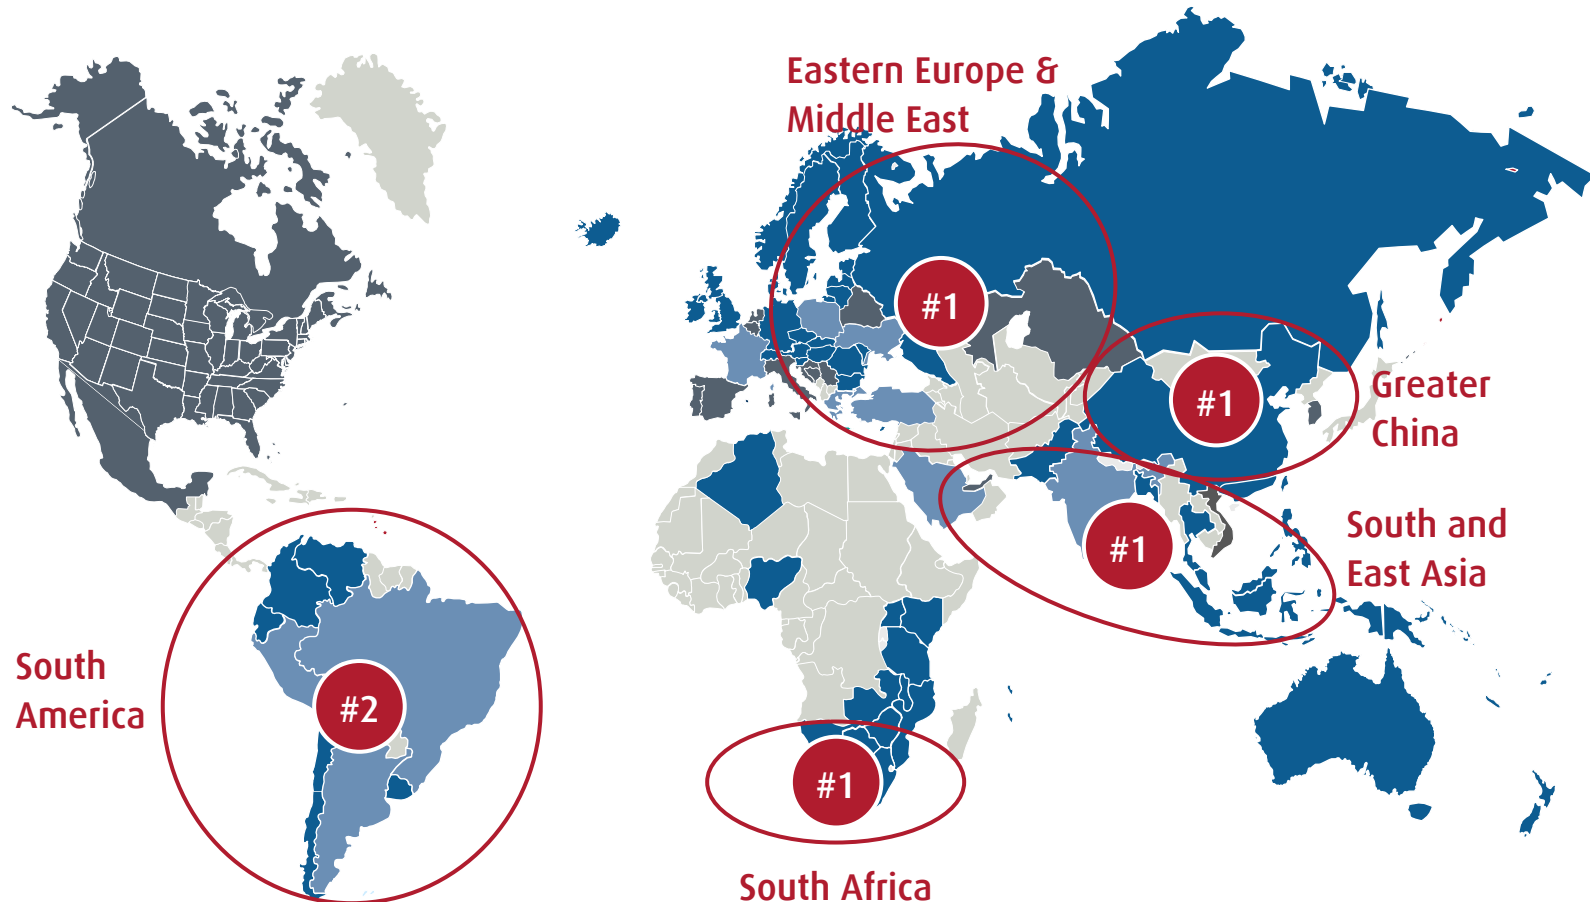 Eastern Europe &
Middle East
#1
Greater
China
#1
South and
East Asia
#1
South
America
#2
#1
South Africa